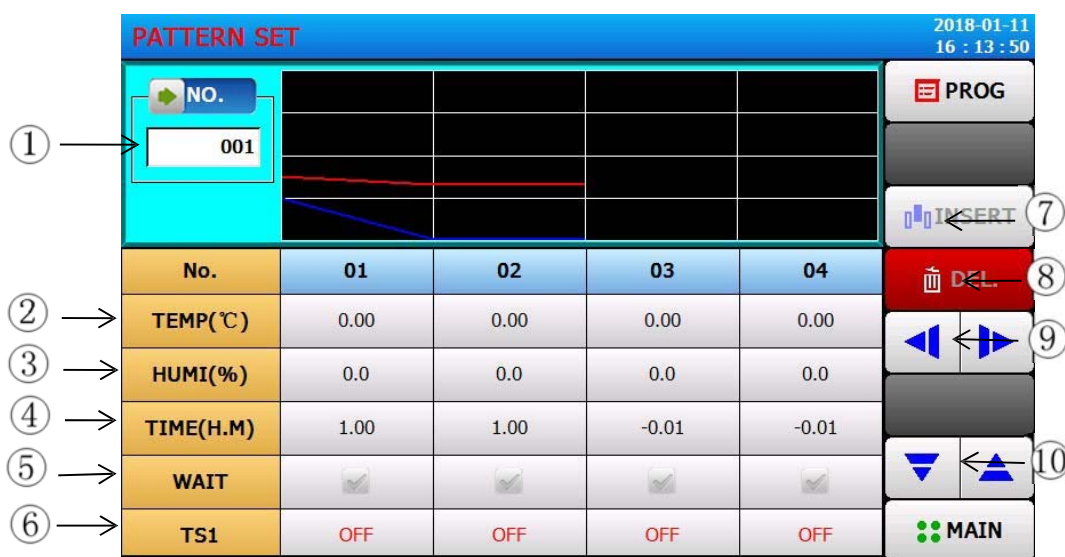 PATTERN SET
2018-01-11
16 : 13 : 50
NO.
001
① 
PROG
INSERT ⑦
DEL. ⑧
⑨
⑩
MAIN
No. 01 02 03 04
② TEMP(℃) 0.00 0.00 0.00 0.00
③ HUMI(%) 0.0 0.0 0.0 0.0
④ TIME(H.M) 1.00 1.00 -0.01 -0.01
⑤ WAIT
⑥ TS1 OFF OFF OFF OFF